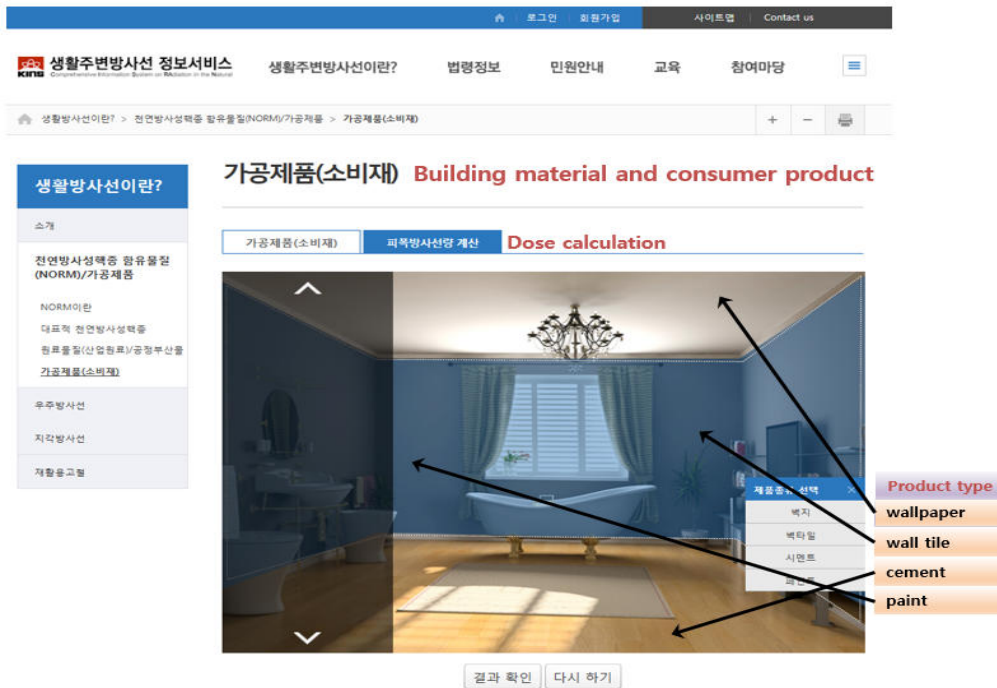 로그인 회원가입 사이트맵 Contact us
KINS 생활주변방사선 정보서비스
Comprehensive Information System on RAdiation in the Natural
생활주변방사선이란? 법령정보 민원안내 교육 참여마당
생활방사선이란? > 천연방사성핵종 함유물질(NORM)/가공제품 > 가공제품(소비재)
생활방사선이란?
소개
천연방사성핵종 함유물질
(NORM)/가공제품
NORM이란
대표적 천연방사성핵종
원료물질(산업원료)/공정부산물
가공제품(소비재)
우주방사선
지각방사선
재활용고철
가공제품(소비재) Building material and consumer product
가공제품(소비재) 피폭방사선량 계산 Dose calculation
제품종류 선택
벽지
벽타일
시멘트
페인트
Product type
wallpaper
wall tile
cement
paint
결과 확인 다시 하기